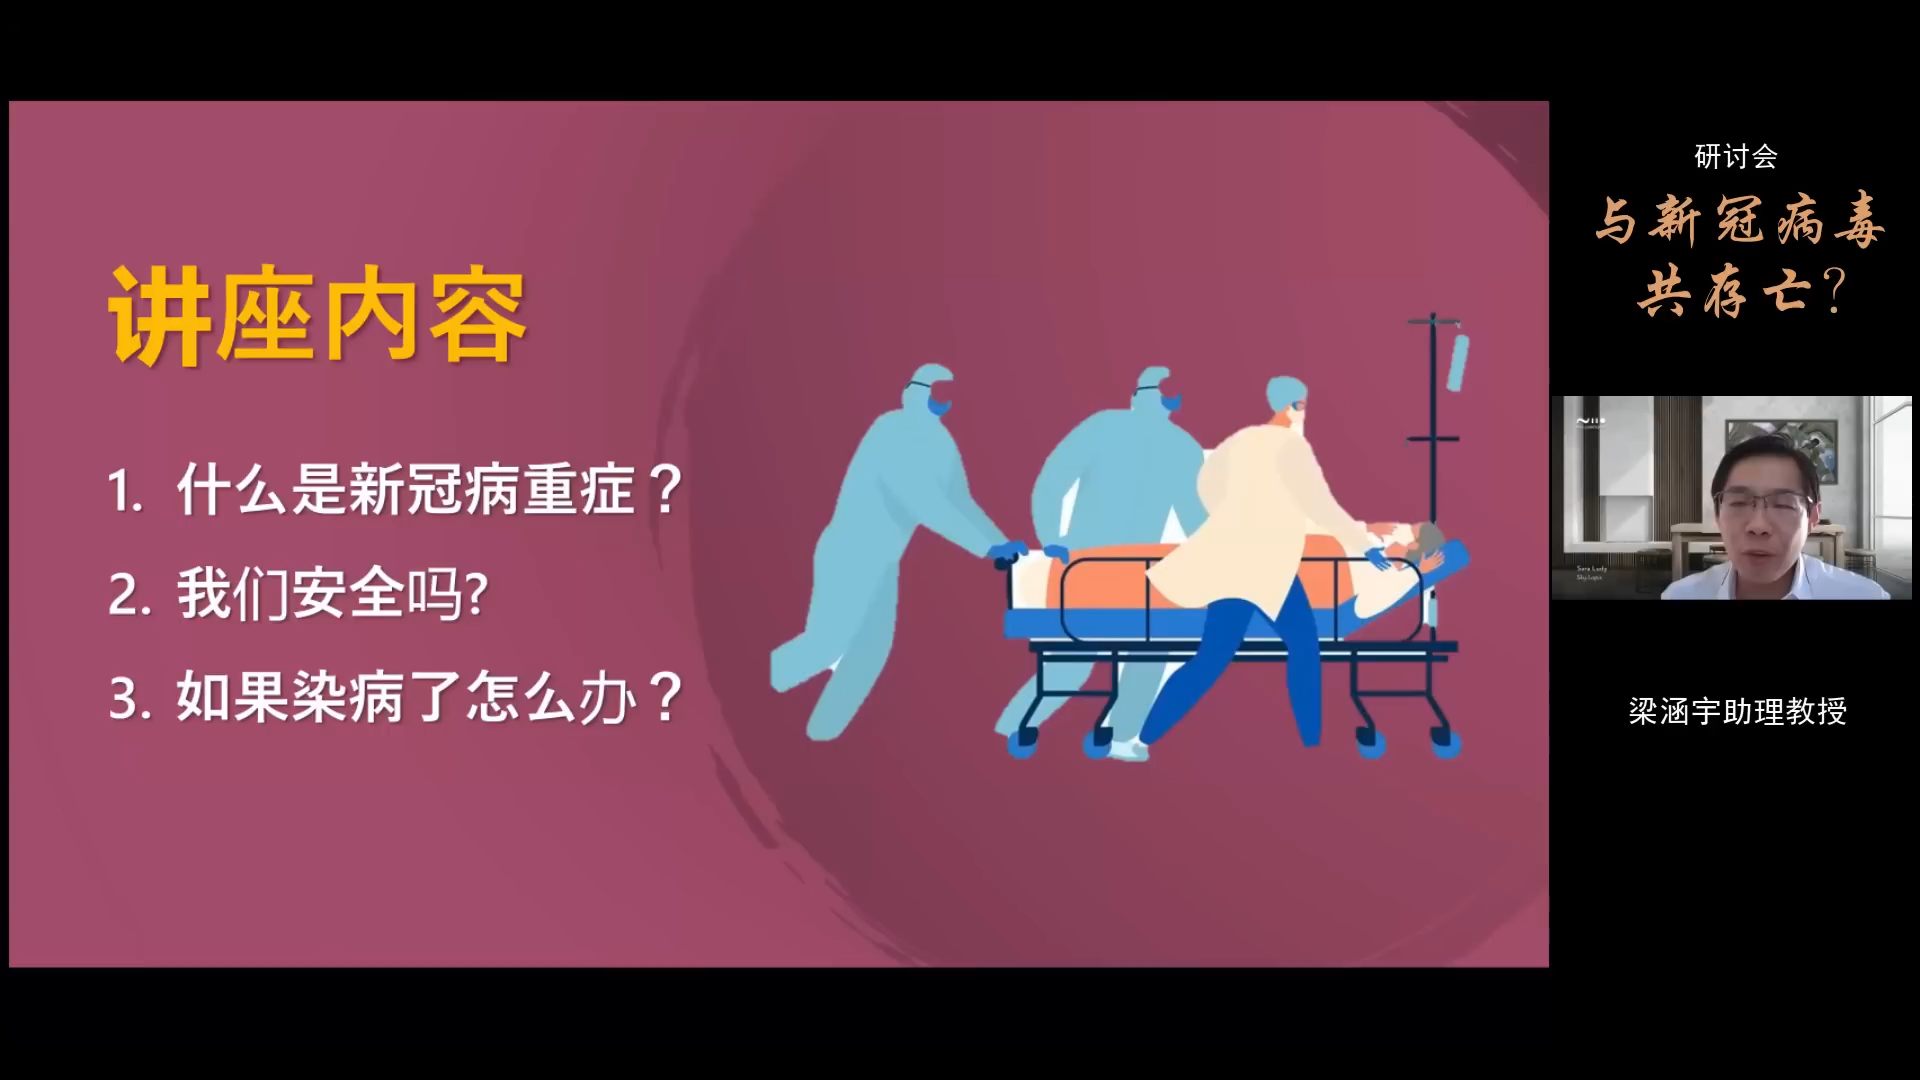 讲座内容
1. 什么是新冠病重症？
2. 我们安全吗?
3. 如果染病了怎么办？
研讨会
与新冠病毒
共存亡？
Sara Ludy
梁涵宇助理教授